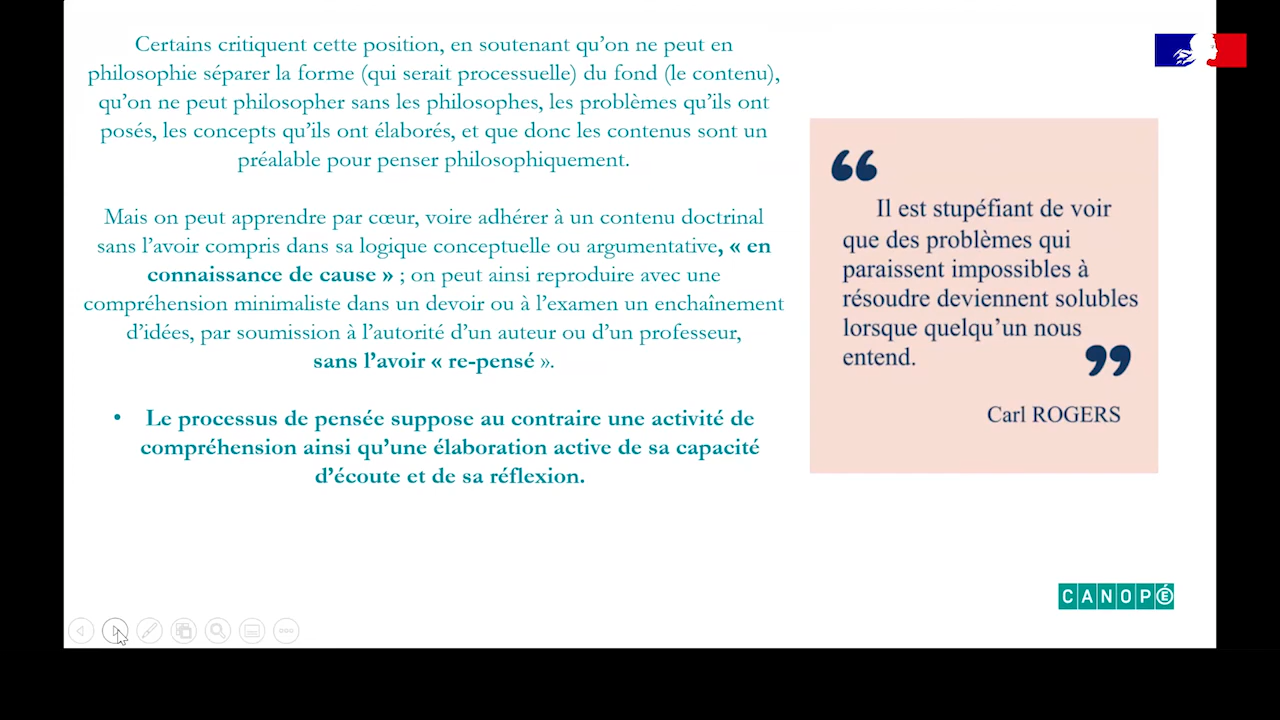 Certains critiquent cette position, en soutenant qu’on ne peut en
philosophie séparer la forme (qui serait processuelle) du fond (le contenu),
qu’on ne peut philosopher sans les philosophes, les problèmes qu’ils ont
posés, les concepts qu’ils ont élaborés, et que donc les contenus sont un
préalable pour penser philosophiquement.
Mais on peut apprendre par cœur, voire adhérer à un contenu doctrinal
sans l’avoir compris dans sa logique conceptuelle ou argumentative, « en
connaissance de cause » ; on peut ainsi reproduire avec une
compréhension minimaliste dans un devoir ou à l’examen un enchaînement
d’idées, par soumission à l’autorité d’un auteur ou d’un professeur,
sans l’avoir « re-pensé ».
• Le processus de pensée suppose au contraire une activité de
compréhension ainsi qu’une élaboration active de sa capacité
d’écoute et de sa réflexion.
“
Il est stupéfiant de voir
que des problèmes qui
paraissent impossibles à
résoudre deviennent solubles
lorsque quelqu’un nous
entend.
”
Carl ROGERS
CANOPÉ